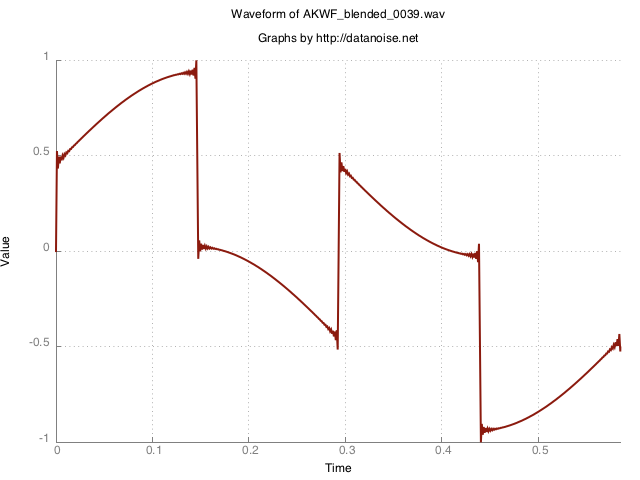 Waveform of AKWF_blended_0039.wav
Graphs by http://datanoise.net
1
0.5
0
-0.5
-1
Value
0
0.1
0.2
0.3
0.4
0.5
Time